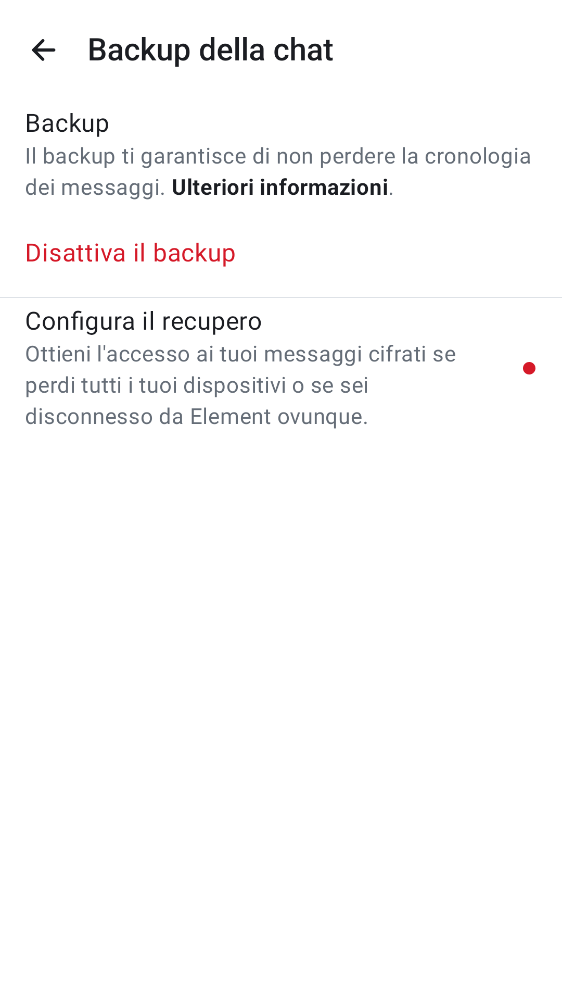 Backup della chat
Backup
Il backup ti garantisce di non perdere la cronologia
dei messaggi. Ulteriori informazioni.
Disattiva il backup
Configura il recupero
Ottieni l'accesso ai tuoi messaggi cifrati se
perdi tutti i tuoi dispositivi o se sei
disconnesso da Element ovunque.